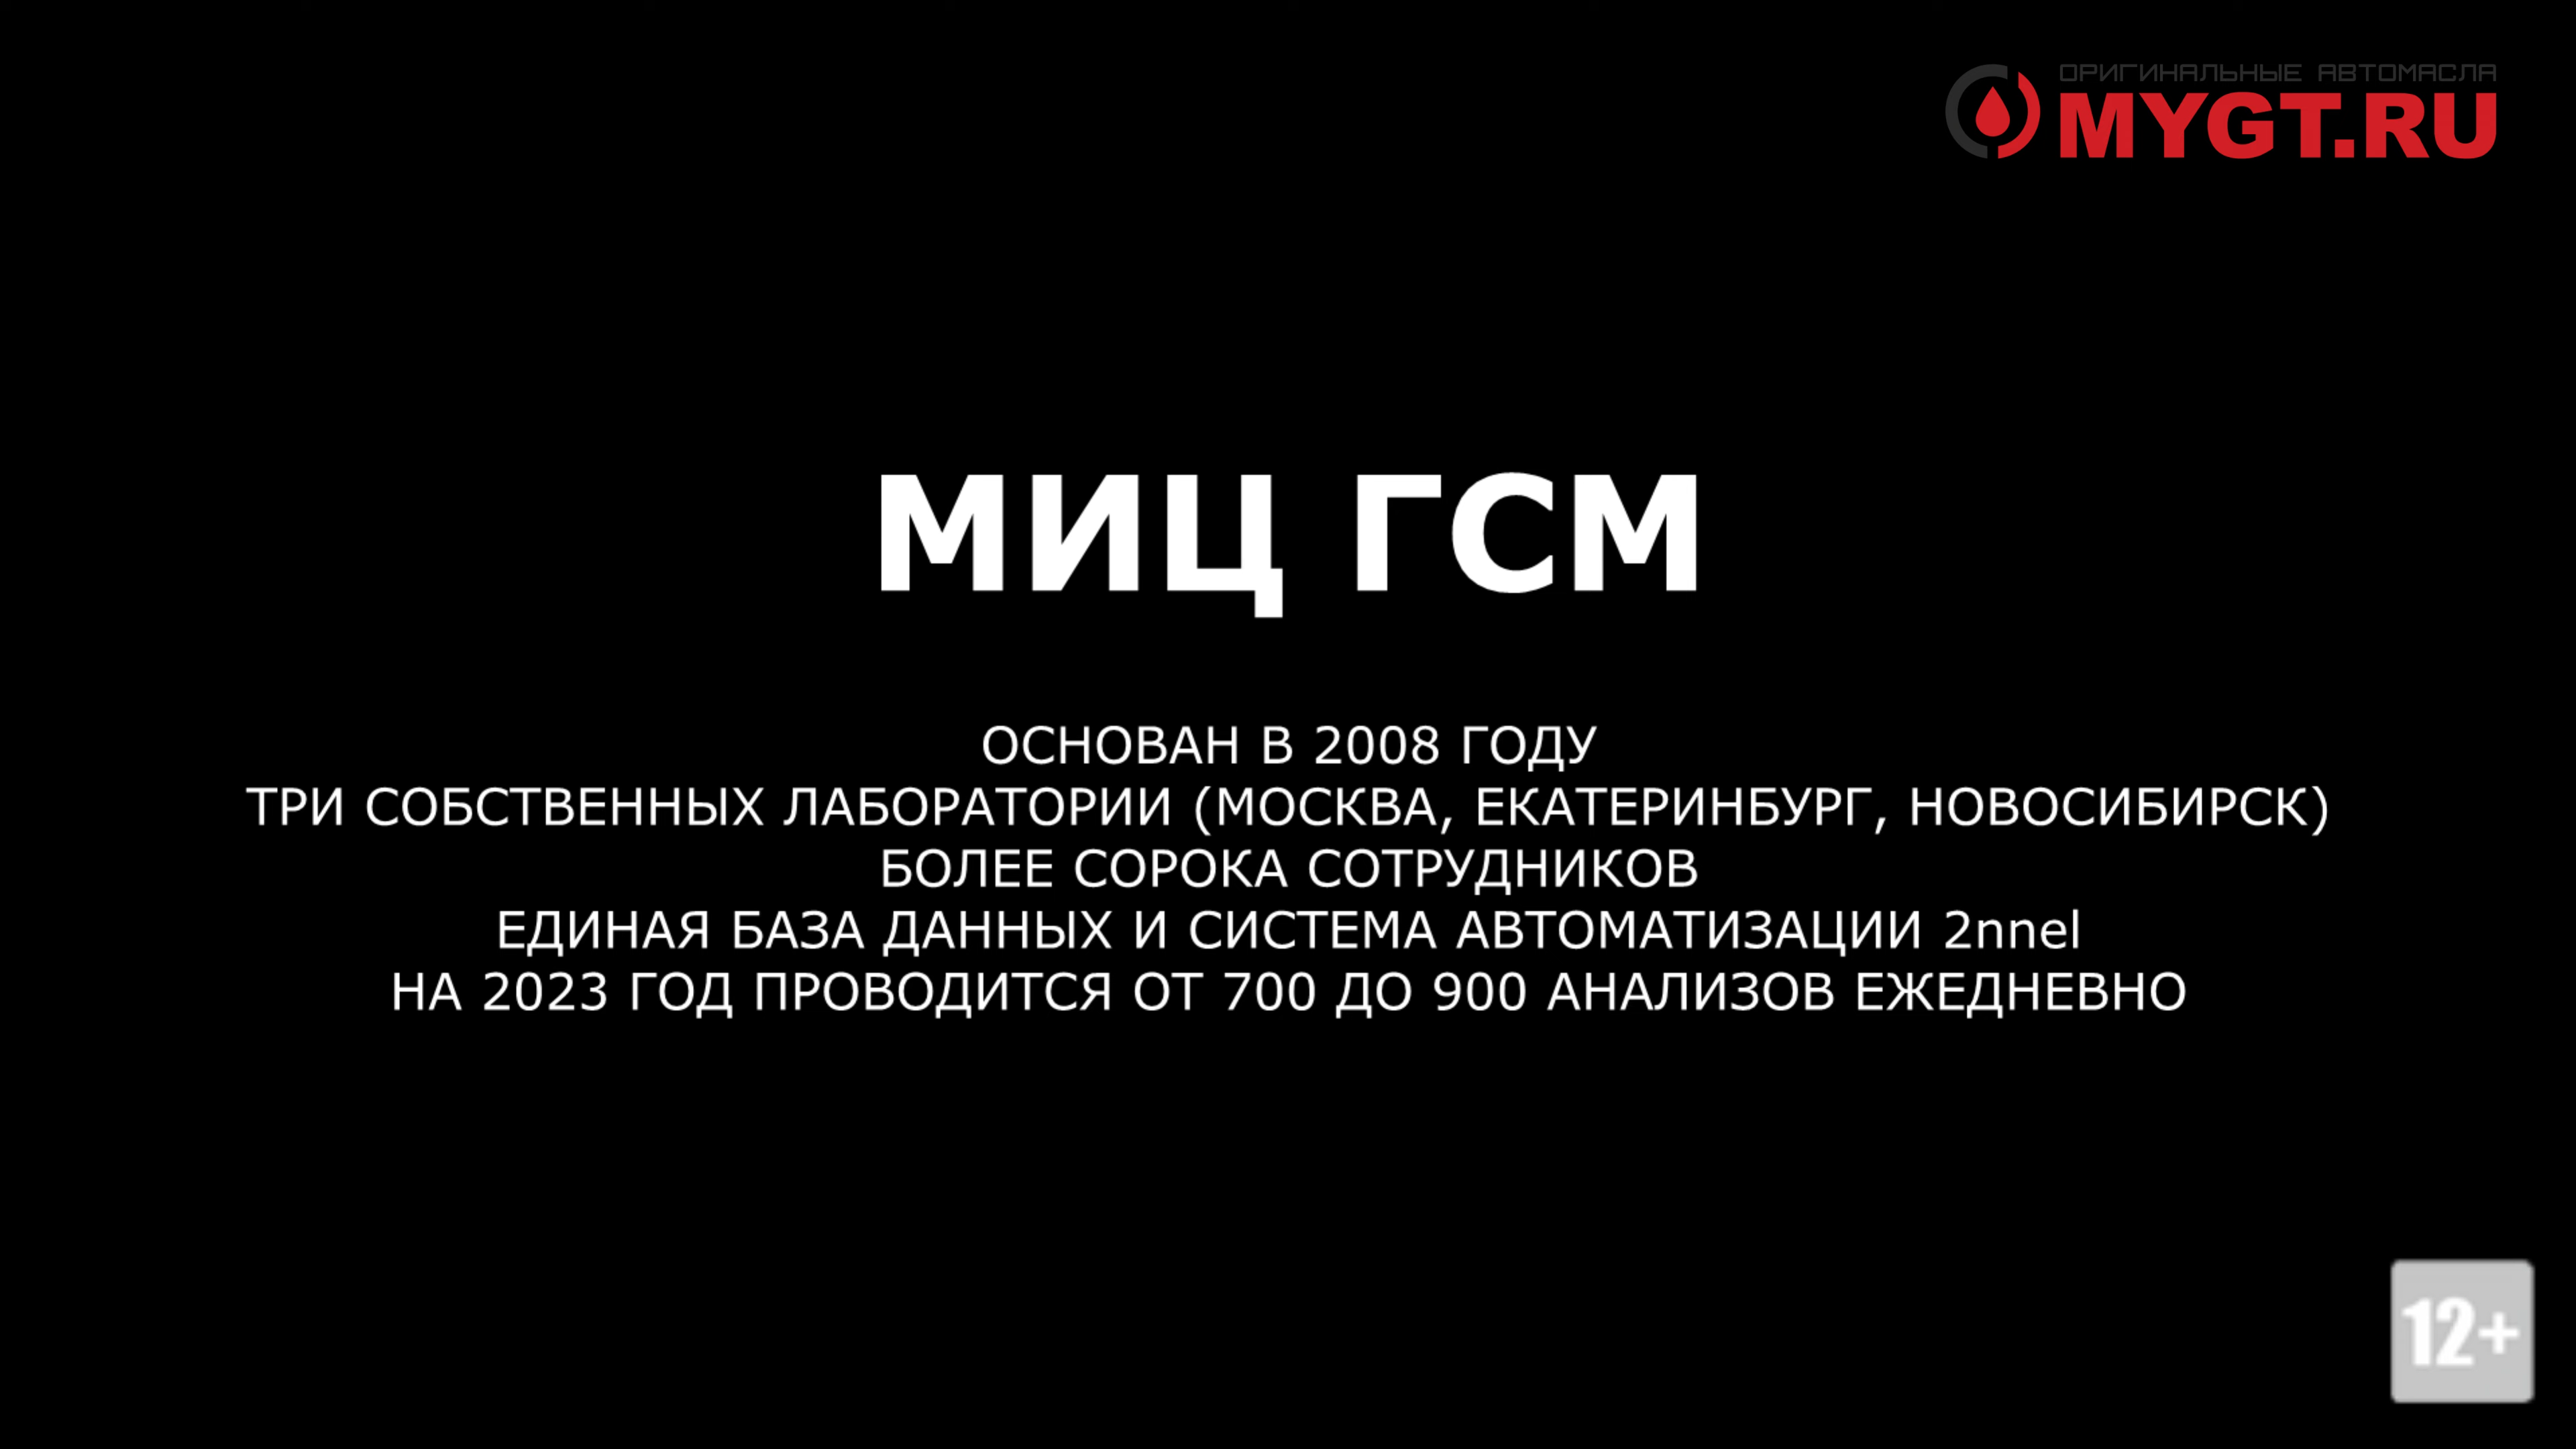 ОРИГИНАЛЬНЫЕ АВТОМАСЛА
MYGT.RU
МИЦ ГСМ
ОСНОВАН В 2008 ГОДУ
ТРИ СОБСТВЕННЫХ ЛАБОРАТОРИИ (МОСКВА, ЕКАТЕРИНБУРГ, НОВОСИБИРСК)
БОЛЕЕ СОРОКА СОТРУДНИКОВ
ЕДИНАЯ БАЗА ДАННЫХ И СИСТЕМА АВТОМАТИЗАЦИИ 2nnel
НА 2023 ГОД ПРОВОДИТСЯ ОТ 700 ДО 900 АНАЛИЗОВ ЕЖЕДНЕВНО
12+